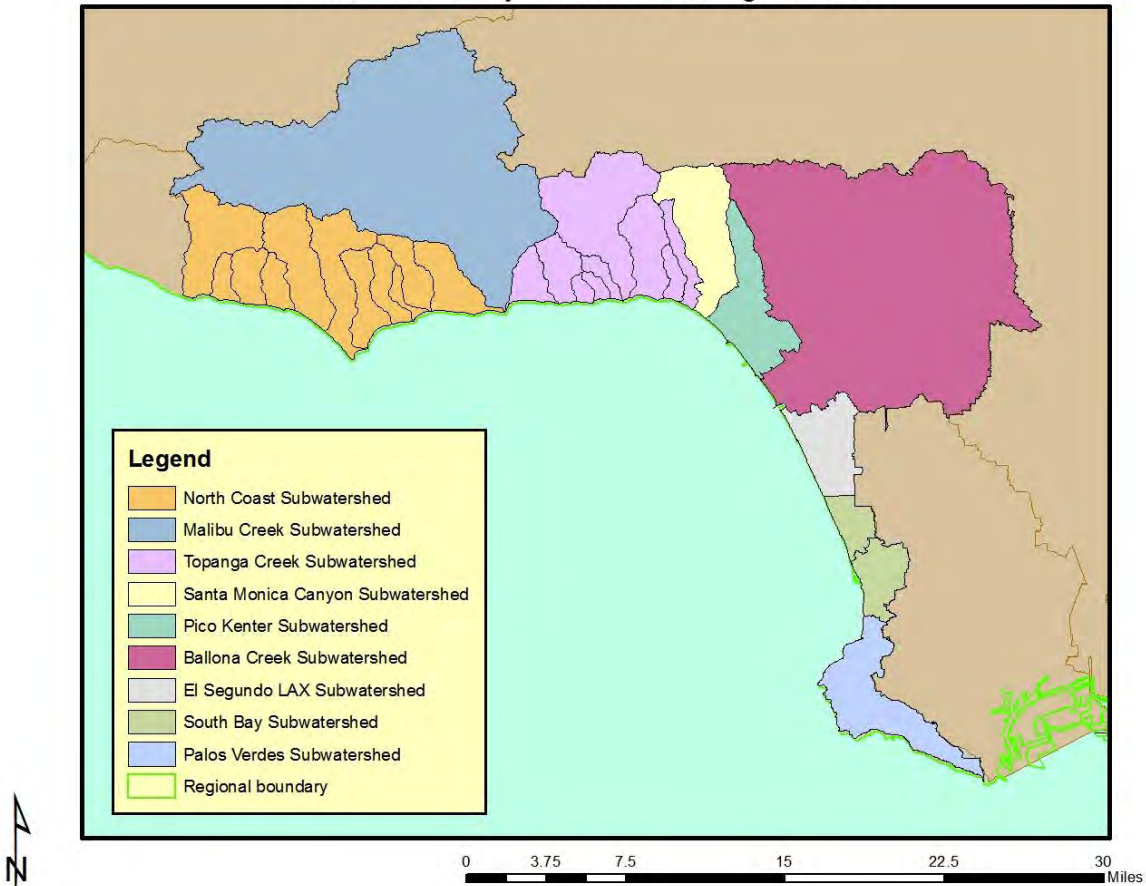 Legend
North Coast Subwatershed
Malibu Creek Subwatershed
Topanga Creek Subwatershed
Santa Monica Canyon Subwatershed
Pico Kenter Subwatershed
Ballona Creek Subwatershed
El Segundo LAX Subwatershed
South Bay Subwatershed
Palos Verdes Subwatershed
Regional boundary
N
0 3.75 7.5 15 22.5 30
Miles